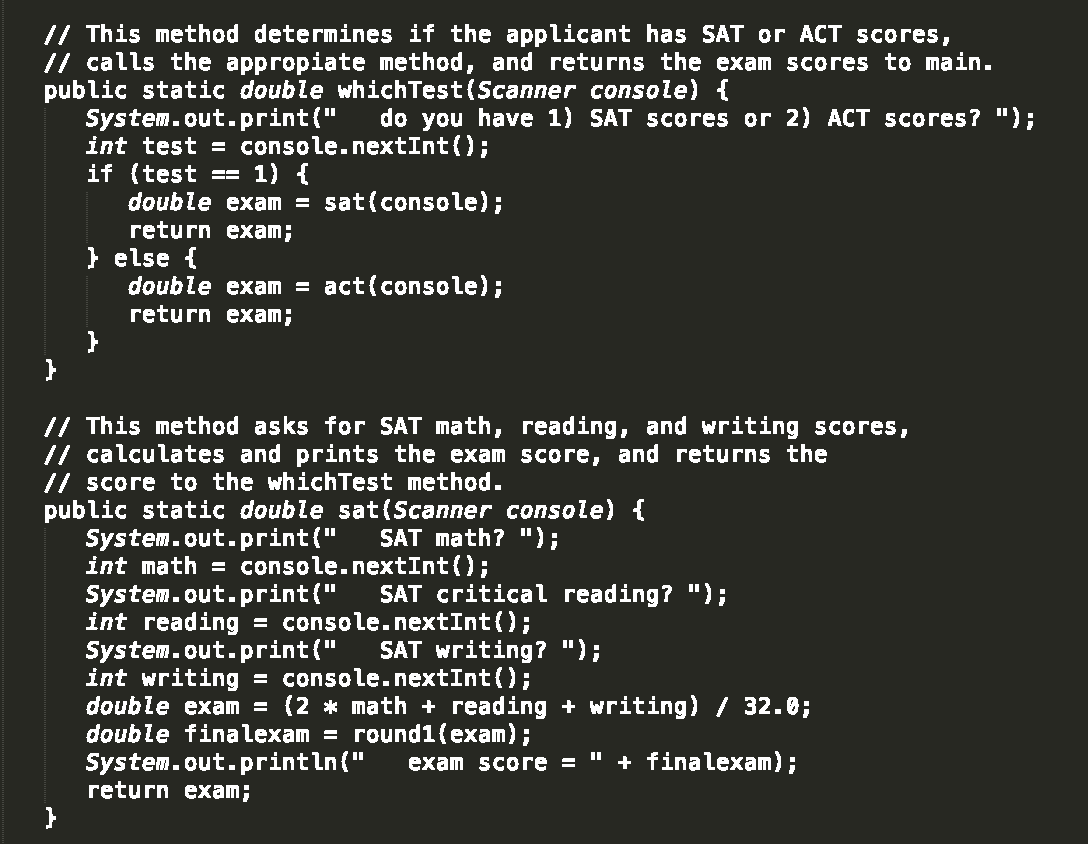 // This method determines if the applicant has SAT or ACT scores,
// calls the appropiate method, and returns the exam scores to main.
public static double whichTest(Scanner console) {
   System.out.print("   do you have 1) SAT scores or 2) ACT scores? ");
   int test = console.nextInt();
   if (test == 1) {
      double exam = sat(console);
      return exam;
   } else {
      double exam = act(console);
      return exam;
   }
}

// This method asks for SAT math, reading, and writing scores,
// calculates and prints the exam score, and returns the
// score to the whichTest method.
public static double sat(Scanner console) {
   System.out.print("   SAT math? ");
   int math = console.nextInt();
   System.out.print("   SAT critical reading? ");
   int reading = console.nextInt();
   System.out.print("   SAT writing? ");
   int writing = console.nextInt();
   double exam = (2 * math + reading + writing) / 32.0;
   double finalexam = round1(exam);
   System.out.println("   exam score = " + finalexam);
   return exam;
}